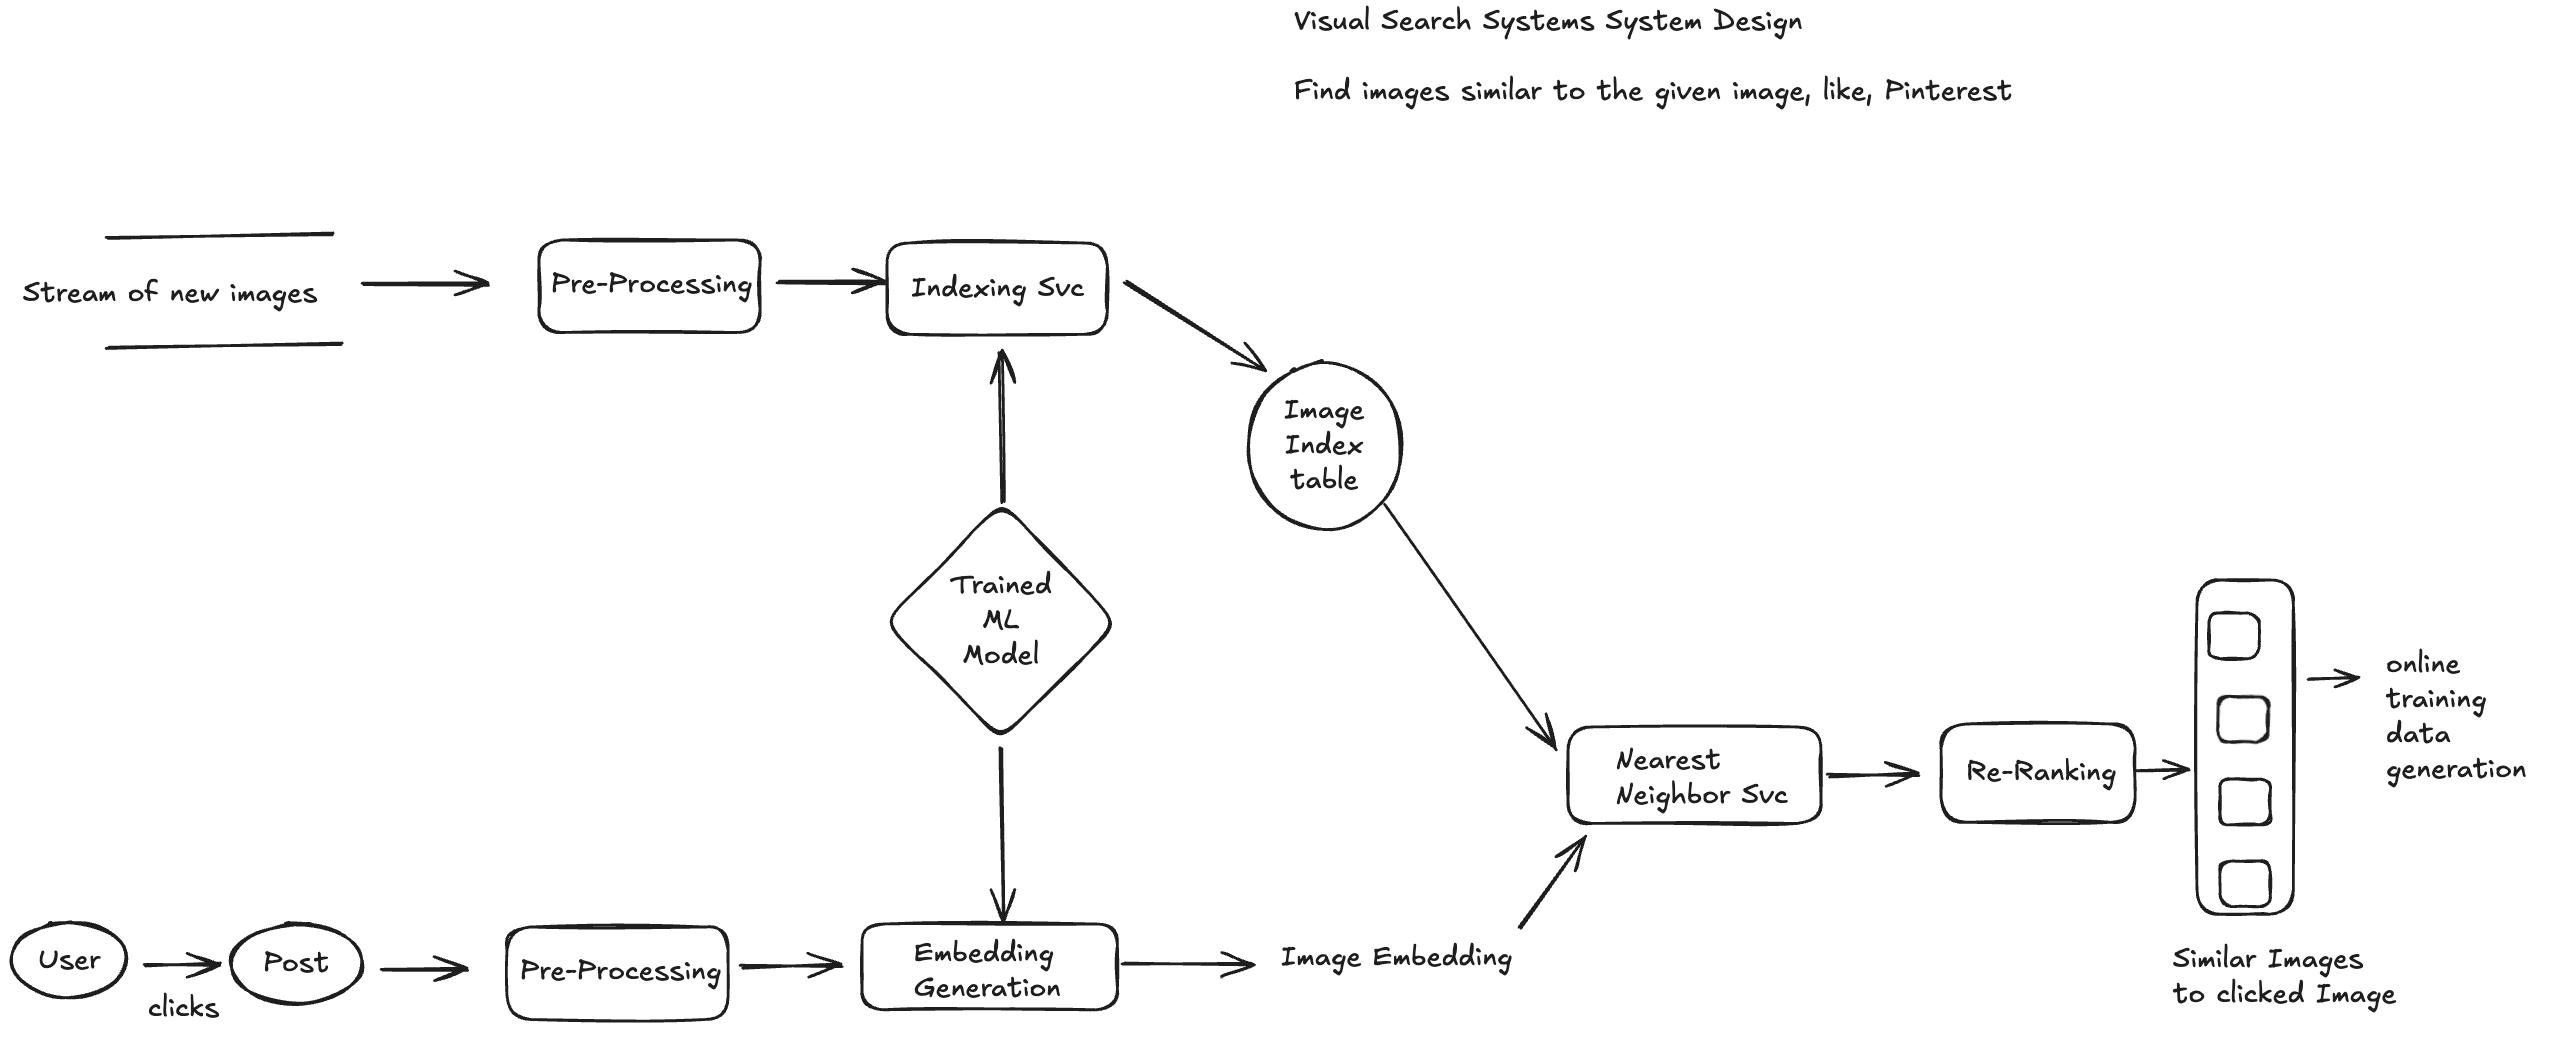 Visual Search Systems System Design
Find images similar to the given image, like, Pinterest
Stream of new images
Pre-Processing
Indexing Svc
Image
Index
table
Trained
ML
Model
User
clicks
Post
Pre-Processing
Embedding
Generation
Image Embedding
Nearest
Neighbor Svc
Re-Ranking
Similar Images
to clicked Image
online
training
data
generation